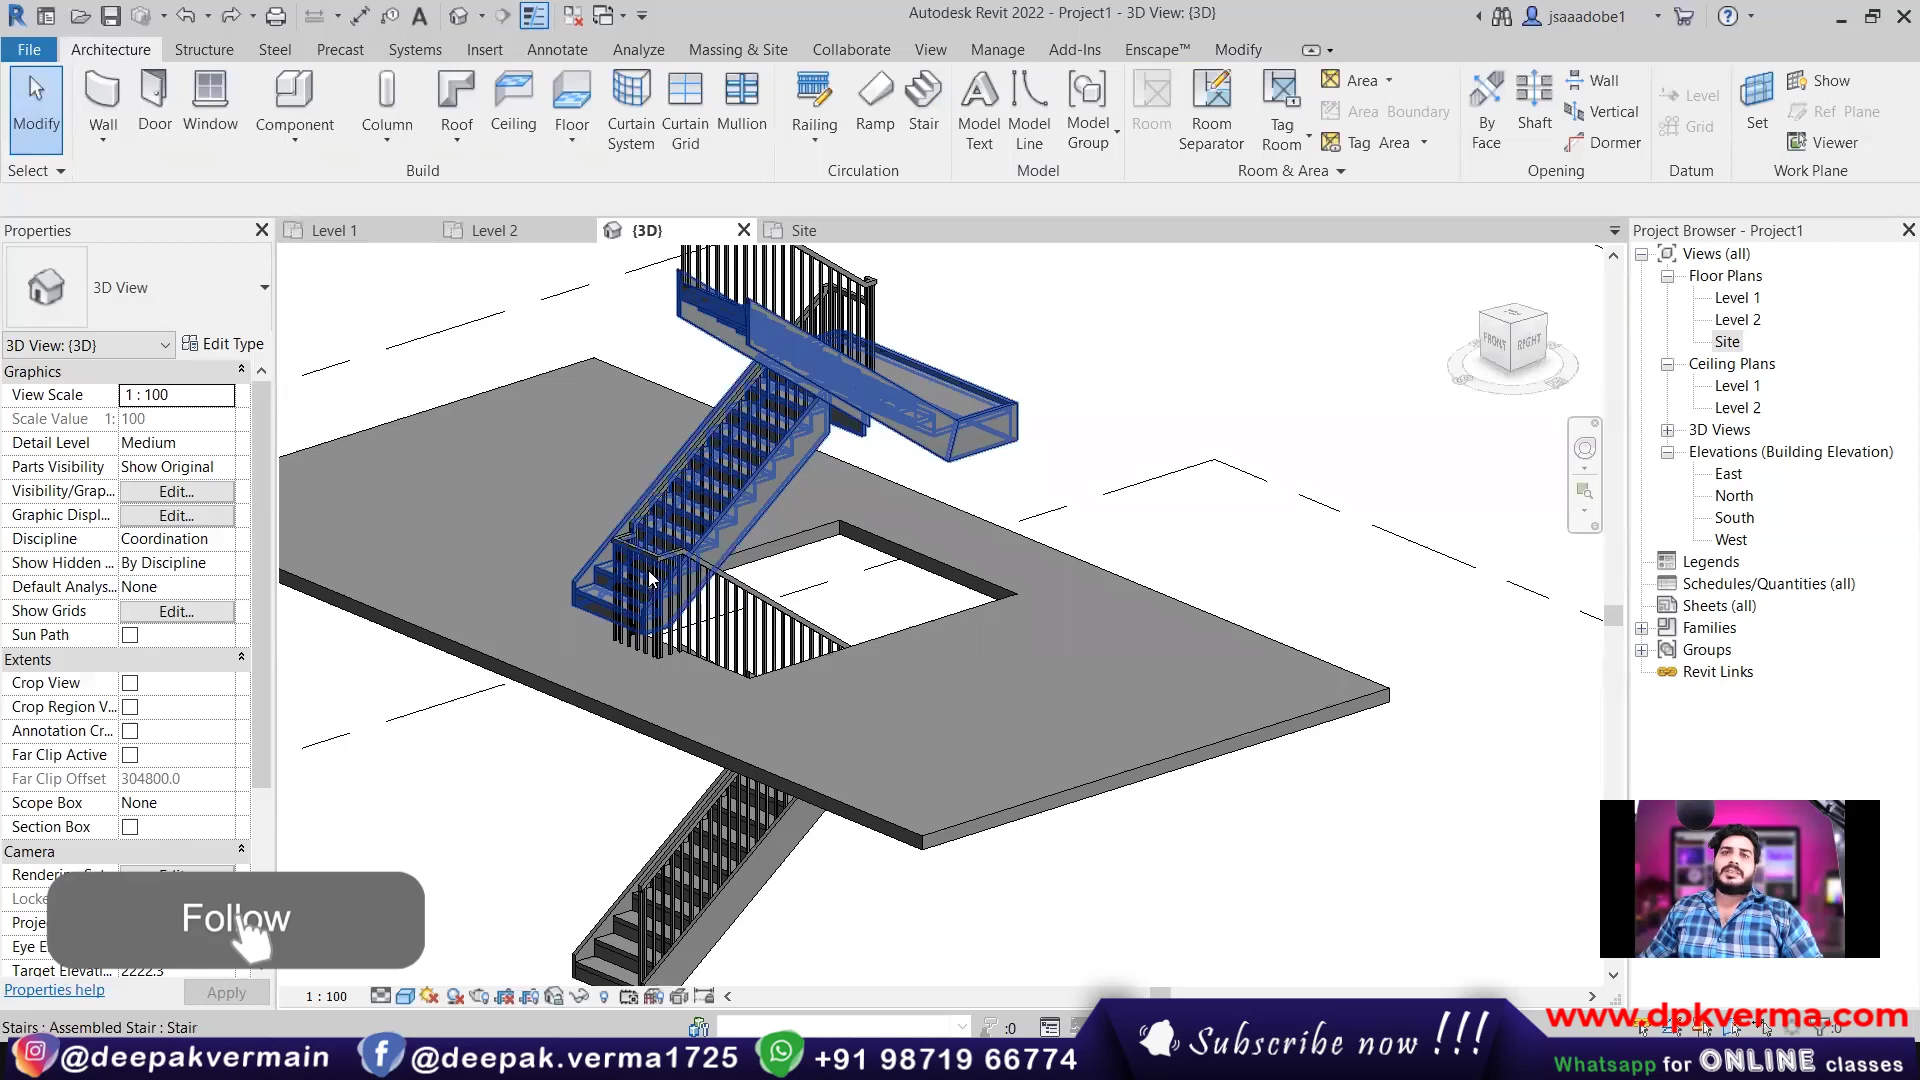 Autodesk Revit 2022 - Project1 - 3D View: {3D}
jsaaadobe1
File Architecture Structure Steel Precast Systems Insert Annotate Analyze Massing & Site Collaborate View Manage Add-Ins Enscape™ Modify
Modify
Wall
Door
Window
Component
Column
Roof
Ceiling
Floor
Curtain System
Curtain Grid
Mullion
Railing
Ramp
Stair
Model Text
Model Line
Model Group
Room
Room Separator
Tag Room
Area
Area Boundary
Tag Area
By Face
Shaft
Wall
Vertical
Dormer
Level
Grid
Set
Show
Ref Plane
Viewer
Select Build Circulation Model Room & Area Opening Datum Work Plane
Properties
Level 1
Level 2
{3D}
Site
Project Browser - Project1
3D View
3D View: {3D} Edit Type
Graphics
View Scale 1 : 100
Scale Value 1: 100
Detail Level Medium
Parts Visibility Show Original
Visibility/Grap... Edit...
Graphic Displ... Edit...
Discipline Coordination
Show Hidden ... By Discipline
Default Analys... None
Show Grids Edit...
Sun Path
Extents
Crop View
Crop Region V...
Annotation Cr...
Far Clip Active
Far Clip Offset 304800.0
Scope Box None
Section Box
Camera
Follow
Properties help
Apply
Views (all)
Floor Plans
Level 1
Level 2
Site
Ceiling Plans
Level 1
Level 2
3D Views
Elevations (Building Elevation)
East
North
South
West
Legends
Schedules/Quantities (all)
Sheets (all)
Families
Groups
Revit Links
FRONT
RIGHT
1 : 100
Stairs : Assembled Stair : Stair
:0
www.dpkverma.com
@deepakvermain
@deepak.verma1725
+91 98719 66774
Subscribe now !!!
Whatsapp for ONLINE classes